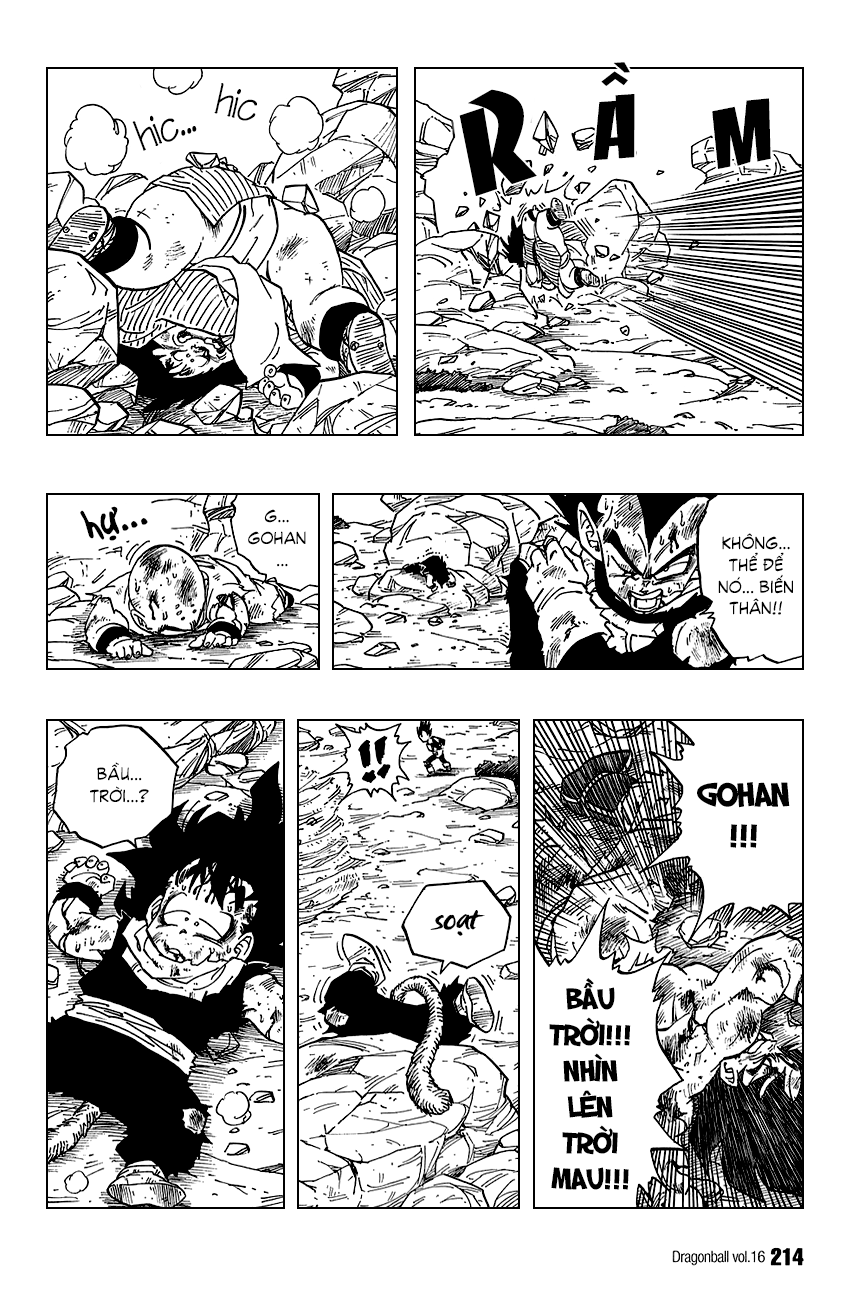 RẦM
hic...
hic
KHÔNG...
THỂ ĐỂ
NÓ... BIẾN
THÂN!!
G...
GOHAN
...
hự...
GOHAN
!!!
BẦU
TRỜI!!!
NHÌN
LÊN
TRỜI
MAU!!!
!!
soạt
BẦU...
TRỜI...?
Dragonball vol.16 214